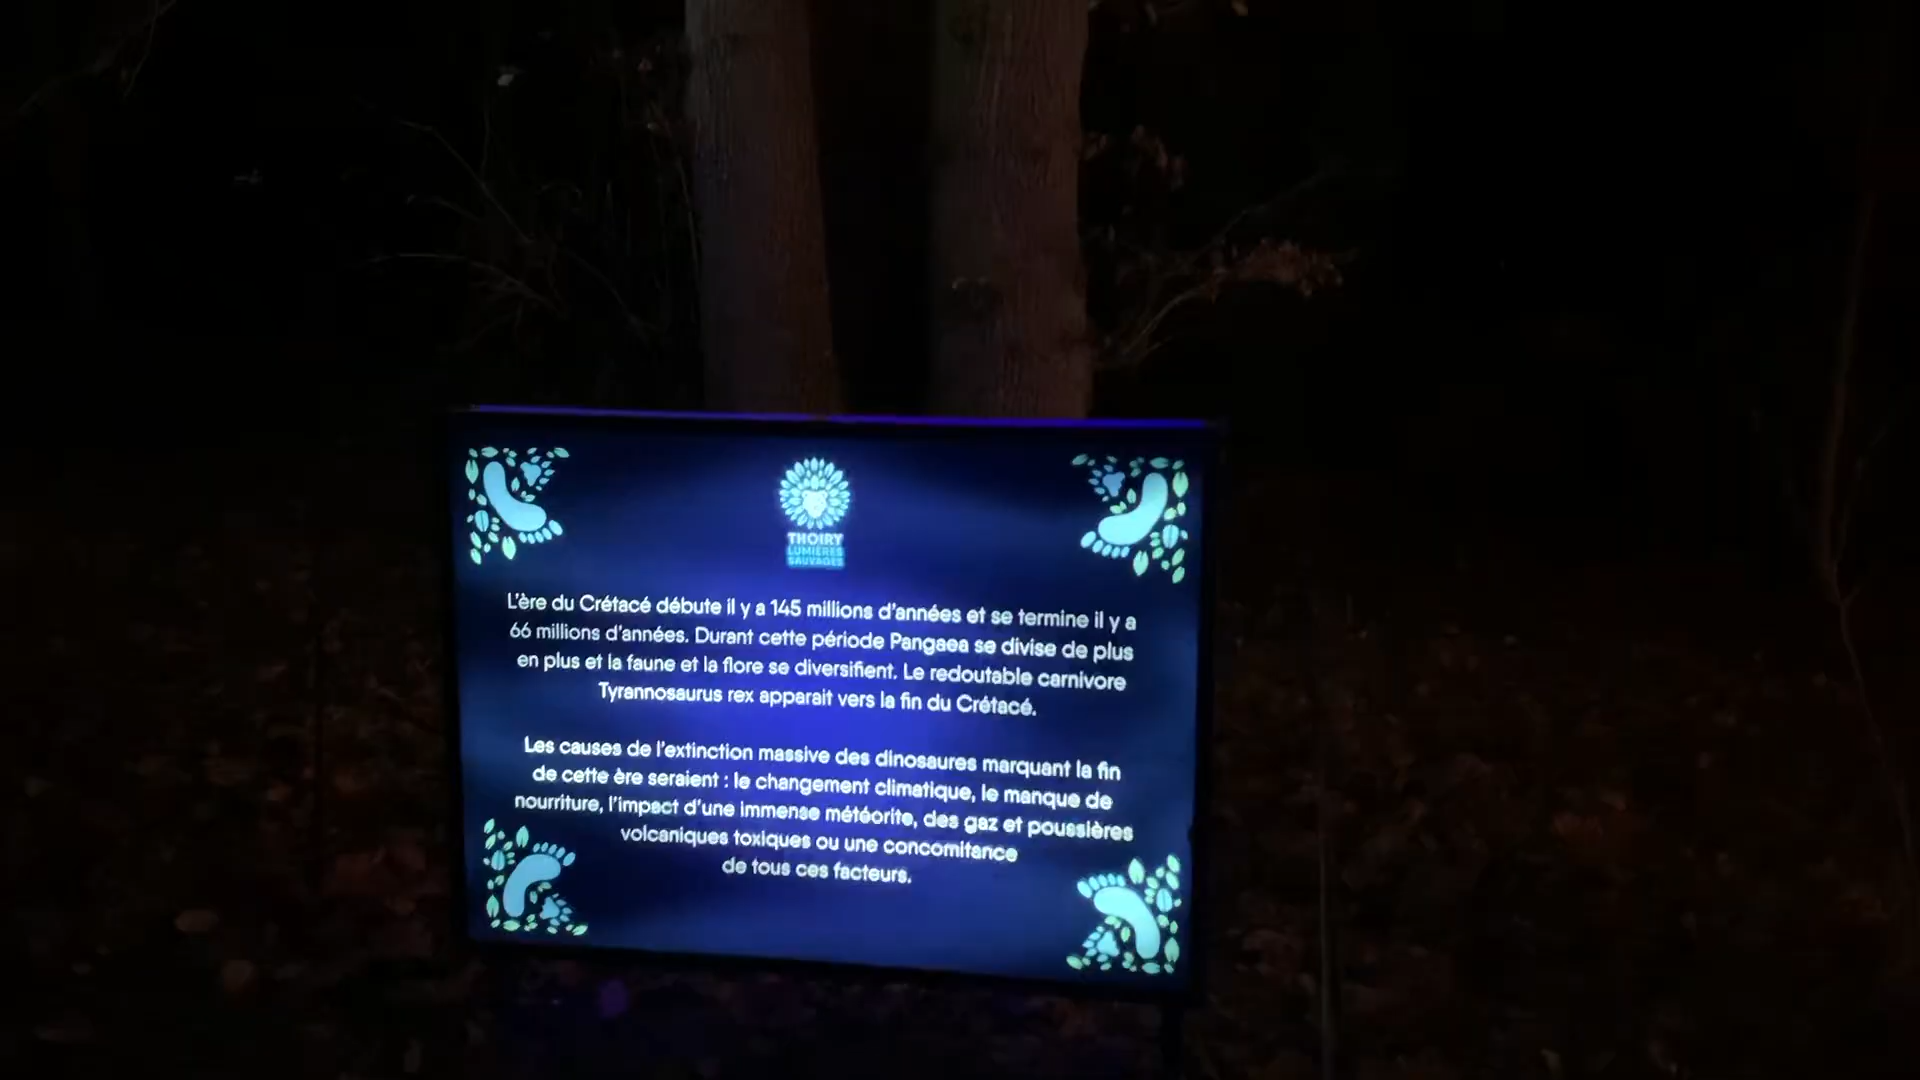 THOIRY
LUMIÈRES
SAUVAGES
L'ère du Crétacé débute il y a 145 millions d'années et se termine il y a
66 millions d'années. Durant cette période Pangaea se divise de plus
en plus et la faune et la flore se diversifient. Le redoutable carnivore
Tyrannosaurus rex apparait vers la fin du Crétacé.
Les causes de l'extinction massive des dinosaures marquant la fin
de cette ère seraient : le changement climatique, le manque de
nourriture, l'impact d'une immense météorite, des gaz et poussières
volcaniques toxiques ou une concomitance
de tous ces facteurs.